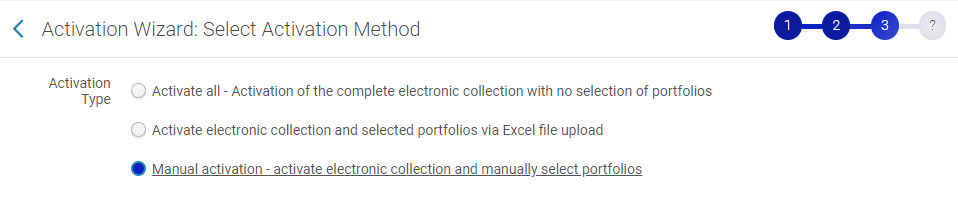 Activation Wizard: Select Activation Method
1 2 3 ?
Activation
Type
Activate all - Activation of the complete electronic collection with no selection of portfolios
Activate electronic collection and selected portfolios via Excel file upload
Manual activation - activate electronic collection and manually select portfolios